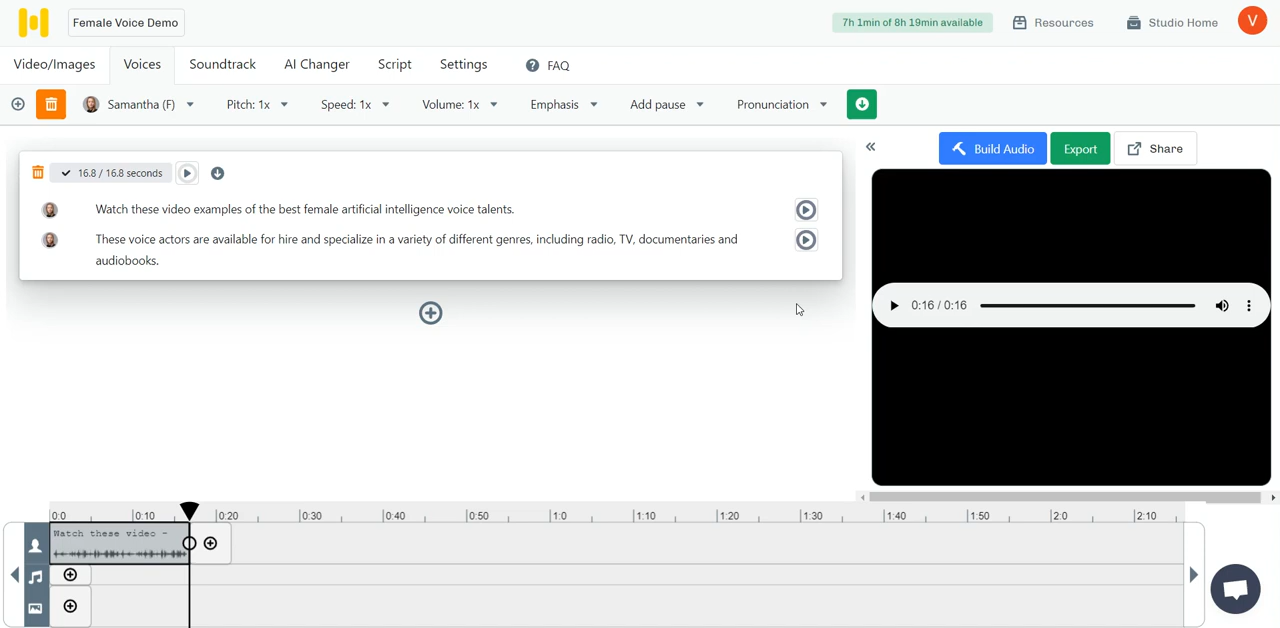 Female Voice Demo
7h 1min of 8h 19min available
Resources
Studio Home
V
Video/Images
Voices
Soundtrack
AI Changer
Script
Settings
? FAQ
Samantha (F)
Pitch: 1x
Speed: 1x
Volume: 1x
Emphasis
Add pause
Pronunciation
16.8 / 16.8 seconds
Watch these video examples of the best female artificial intelligence voice talents.
These voice actors are available for hire and specialize in a variety of different genres, including radio, TV, documentaries and
audiobooks.
Build Audio
Export
Share
0:16 / 0:16
0:0
0:10
0:20
0:30
0:40
0:50
1:0
1:10
1:20
1:30
1:40
1:50
2:0
2:10
Watch these video -